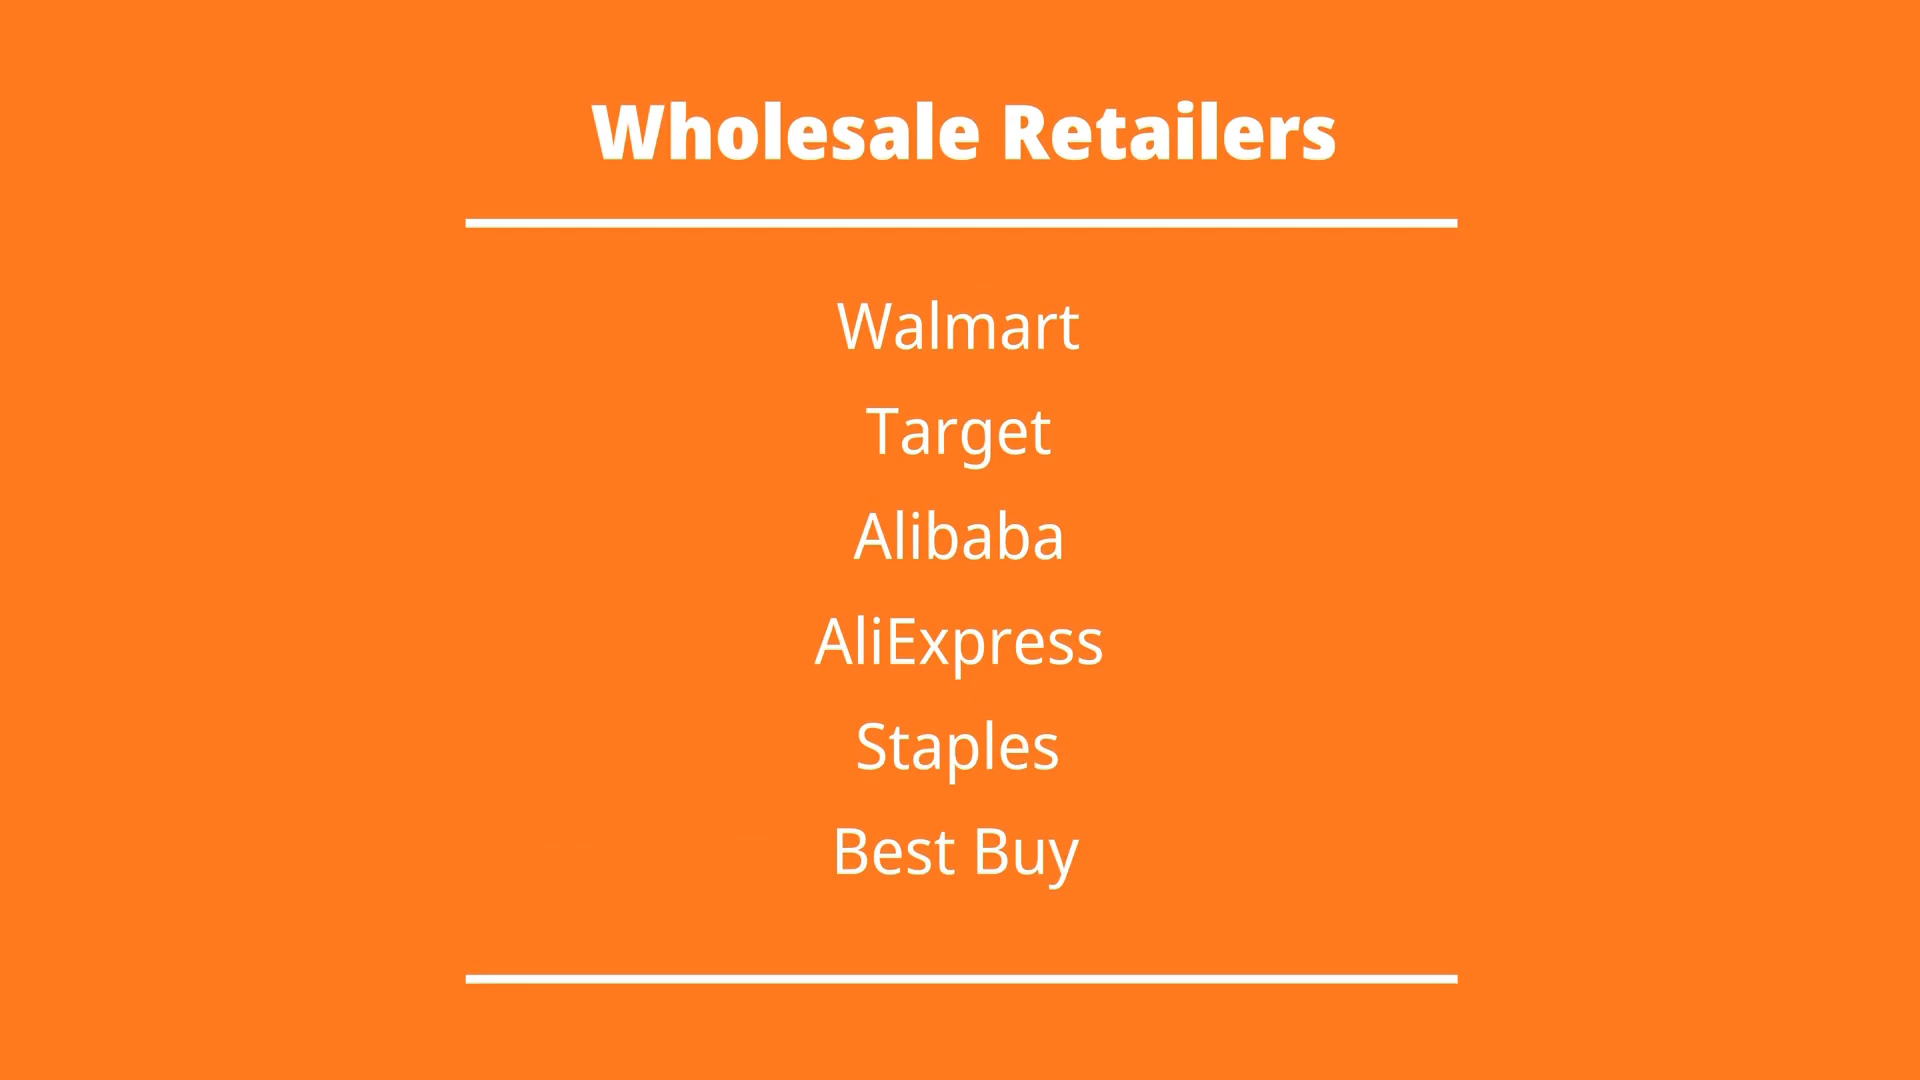 Wholesale Retailers
Walmart
Target
Alibaba
AliExpress
Staples
Best Buy